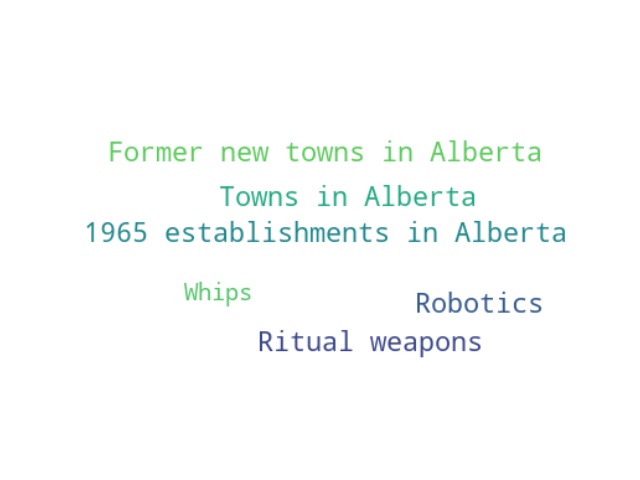 Former new towns in Alberta
Towns in Alberta
1965 establishments in Alberta
Whips
Robotics
Ritual weapons